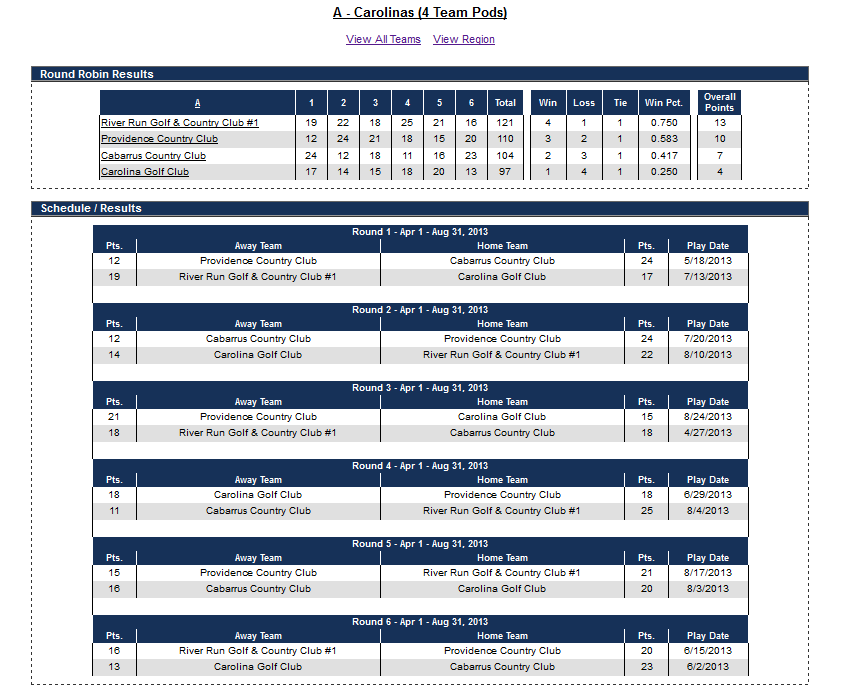 A - Carolinas (4 Team Pods)
View All Teams View Region
Round Robin Results
A 1 2 3 4 5 6 Total Win Loss Tie Win Pct. Overall Points
River Run Golf & Country Club #1 19 22 18 25 21 16 121 4 1 1 0.750 13
Providence Country Club 12 24 21 18 15 20 110 3 2 1 0.583 10
Cabarrus Country Club 24 12 18 11 16 23 104 2 3 1 0.417 7
Carolina Golf Club 17 14 15 18 20 13 97 1 4 1 0.250 4
Schedule / Results
Round 1 - Apr 1 - Aug 31, 2013
Pts. Away Team Home Team Pts. Play Date
12 Providence Country Club Cabarrus Country Club 24 5/18/2013
19 River Run Golf & Country Club #1 Carolina Golf Club 17 7/13/2013
Round 2 - Apr 1 - Aug 31, 2013
Pts. Away Team Home Team Pts. Play Date
12 Cabarrus Country Club Providence Country Club 24 7/20/2013
14 Carolina Golf Club River Run Golf & Country Club #1 22 8/10/2013
Round 3 - Apr 1 - Aug 31, 2013
Pts. Away Team Home Team Pts. Play Date
21 Providence Country Club Carolina Golf Club 15 8/24/2013
18 River Run Golf & Country Club #1 Cabarrus Country Club 18 4/27/2013
Round 4 - Apr 1 - Aug 31, 2013
Pts. Away Team Home Team Pts. Play Date
18 Carolina Golf Club Providence Country Club 18 6/29/2013
11 Cabarrus Country Club River Run Golf & Country Club #1 25 8/4/2013
Round 5 - Apr 1 - Aug 31, 2013
Pts. Away Team Home Team Pts. Play Date
15 Providence Country Club River Run Golf & Country Club #1 21 8/17/2013
16 Cabarrus Country Club Carolina Golf Club 20 8/3/2013
Round 6 - Apr 1 - Aug 31, 2013
Pts. Away Team Home Team Pts. Play Date
16 River Run Golf & Country Club #1 Providence Country Club 20 6/15/2013
13 Carolina Golf Club Cabarrus Country Club 23 6/2/2013